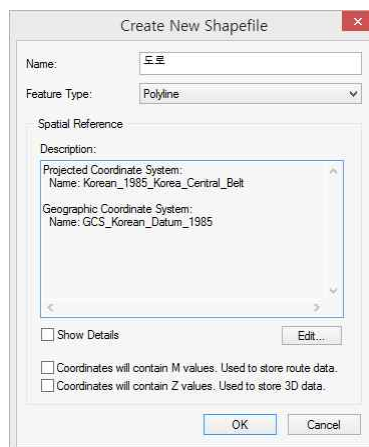 Create New Shapefile
Name: 도로
Feature Type: Polyline
Spatial Reference
Description:
Projected Coordinate System:
Name: Korean_1985_Korea_Central_Belt
Geographic Coordinate System:
Name: GCS_Korean_Datum_1985
Show Details
Edit...
Coordinates will contain M values. Used to store route data.
Coordinates will contain Z values. Used to store 3D data.
OK Cancel